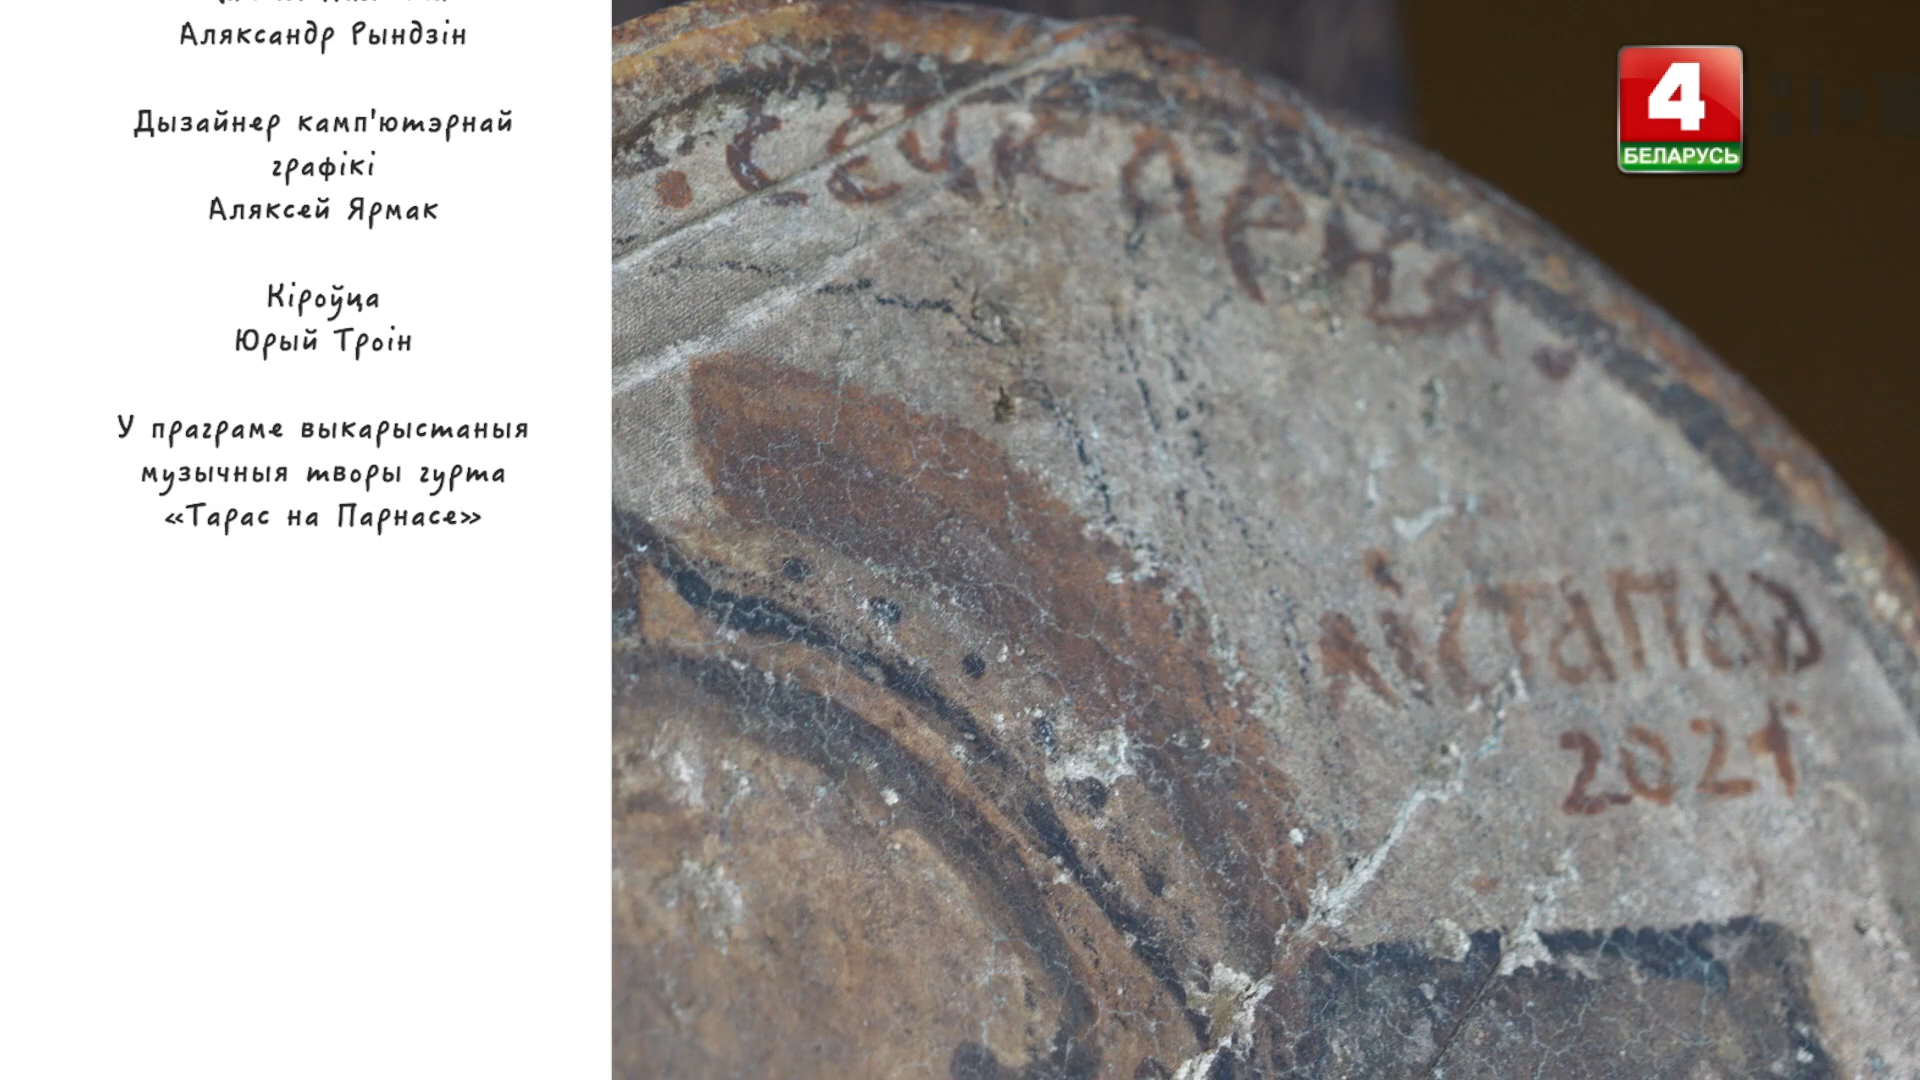 Аляксандр Рындзін
Дызайнер камп'ютэрнай
графікі
Аляксей Ярмак
Кіроўца
Юрый Троін
У праграме выкарыстаныя
музычныя творы гурта
«Тарас на Парнасе»
4
БЕЛАРУСЬ
лістапад
2021